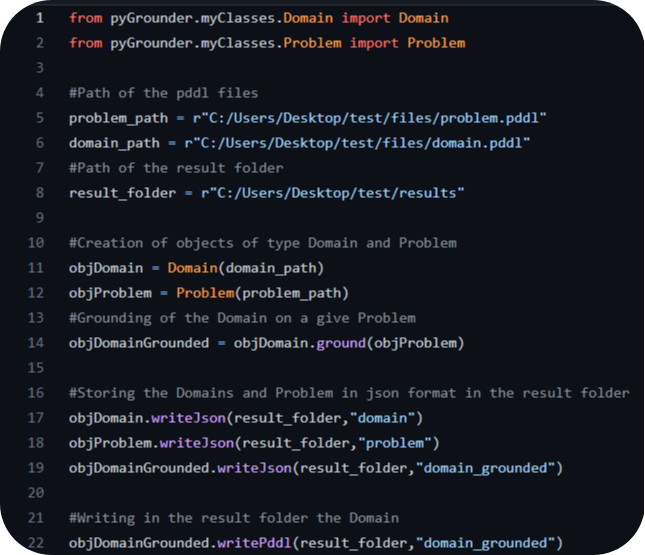 1 from pyGrounder.myClasses.Domain import Domain
2 from pyGrounder.myClasses.Problem import Problem
3
4 #Path of the pddl files
5 problem_path = r"C:/Users/Desktop/test/files/problem.pddl"
6 domain_path = r"C:/Users/Desktop/test/files/domain.pddl"
7 #Path of the result folder
8 result_folder = r"C:/Users/Desktop/test/results"
9
10 #Creation of objects of type Domain and Problem
11 objDomain = Domain(domain_path)
12 objProblem = Problem(problem_path)
13 #Grounding of the Domain on a give Problem
14 objDomainGrounded = objDomain.ground(objProblem)
15
16 #Storing the Domains and Problem in json format in the result folder
17 objDomain.writeJson(result_folder,"domain")
18 objProblem.writeJson(result_folder,"problem")
19 objDomainGrounded.writeJson(result_folder,"domain_grounded")
20
21 #Writing in the result folder the Domain
22 objDomainGrounded.writePddl(result_folder,"domain_grounded")